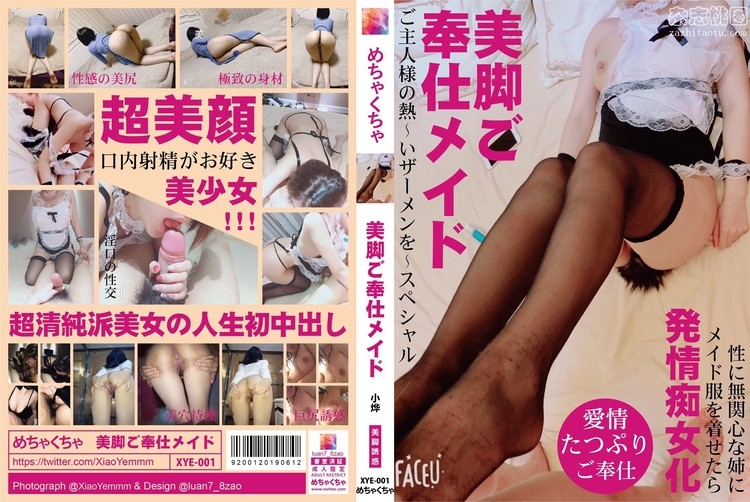 性感の美尻
極致の身材
超美顔
口内射精がお好き
美少女
!!!
淫口の性交
超清純派美女の人生初中出し
巨尻誘惑
めちゃくちゃ 美脚ご奉仕メイド
https://twitter.com/XiaoYemmm
XYE-001
9200120190612
luan7_8zao
審査済証
成人指定
ADULT RESTRICT
めちゃくちゃ
Photograph @XiaoYemmm & Design @luan7_8zao
めちゃくちゃ
美脚ご奉仕メイド
小烨
美脚誘惑
XYE-001
めちゃくちゃ
zazhitaotu.com
美脚ご
奉仕メイド
ご主人様の熱～いザーメンを～スペシャル
性に無関心な姉に
メイド服を着せたら
発情痴女化
愛情
たつぷり
ご奉仕
FACEU